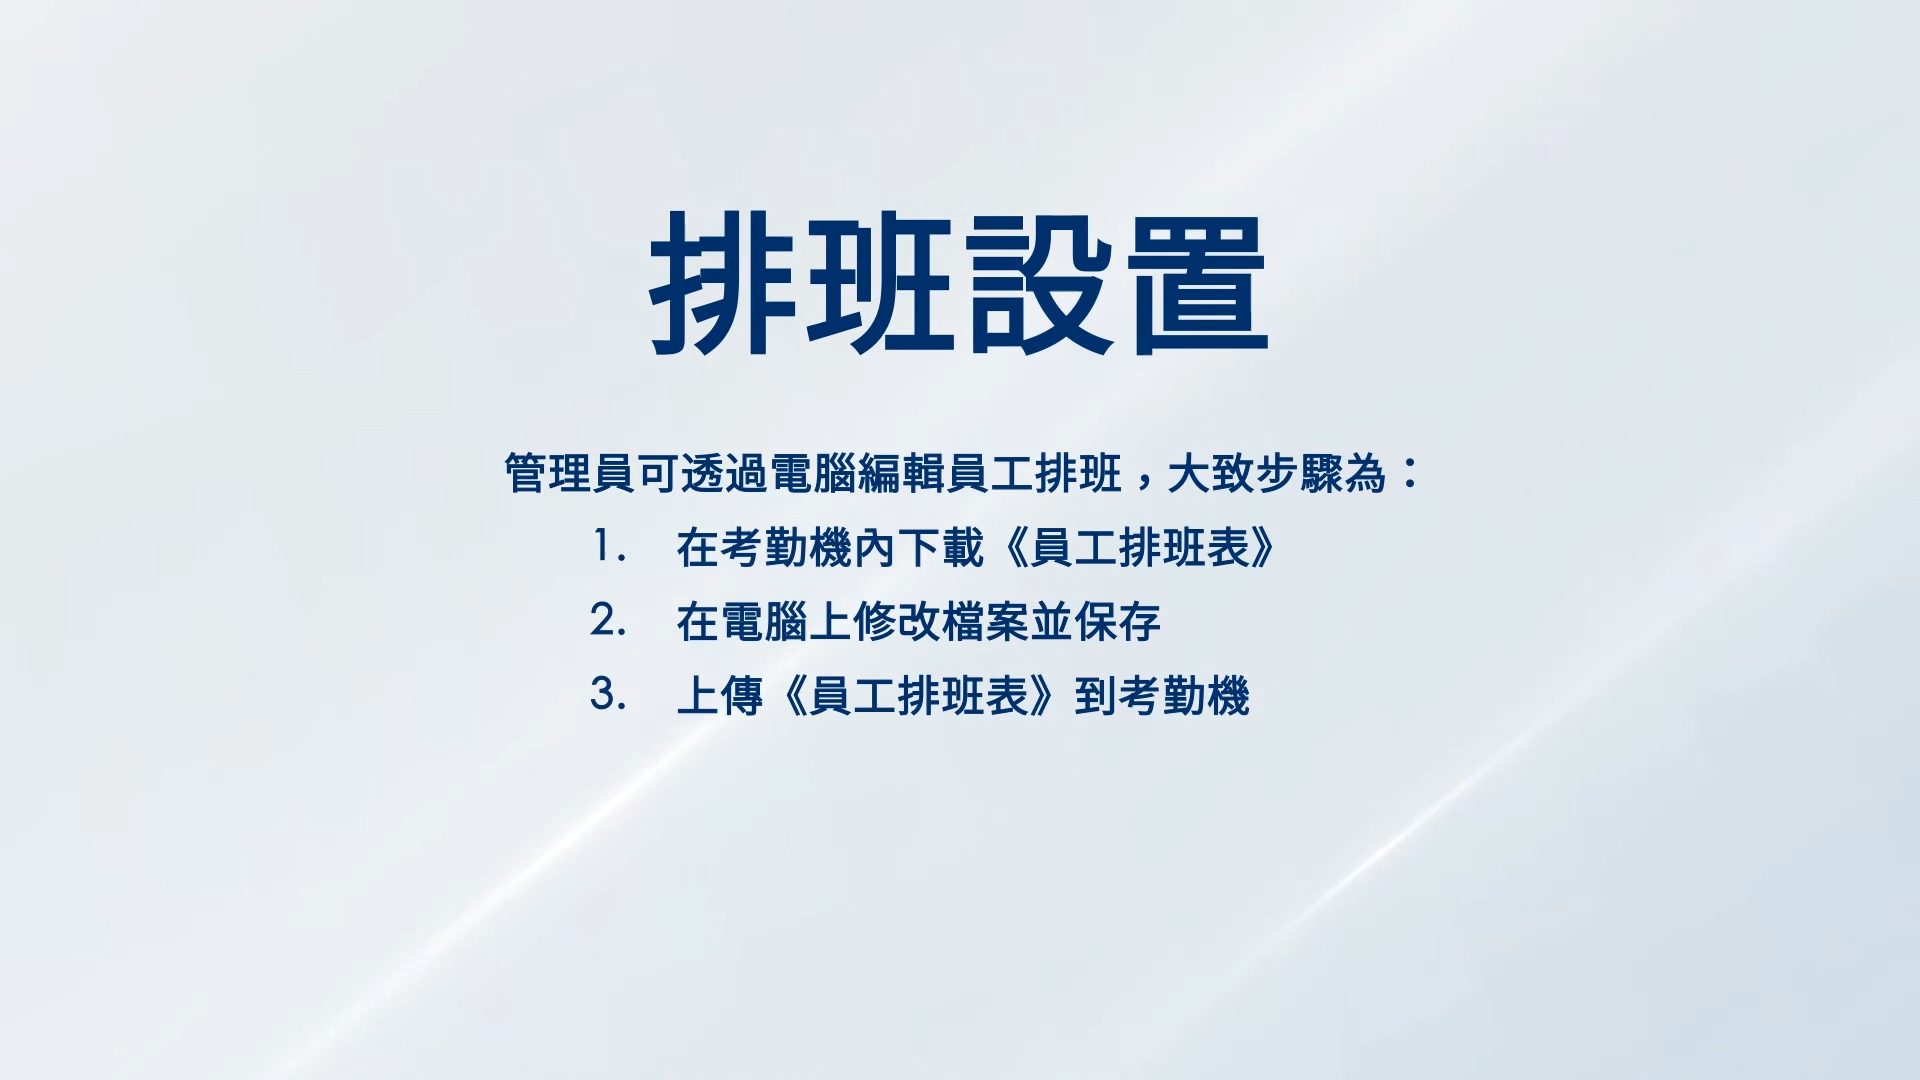 排班設置
管理員可透過電腦編輯員工排班，大致步驟為：
1. 在考勤機內下載《員工排班表》
2. 在電腦上修改檔案並保存
3. 上傳《員工排班表》到考勤機